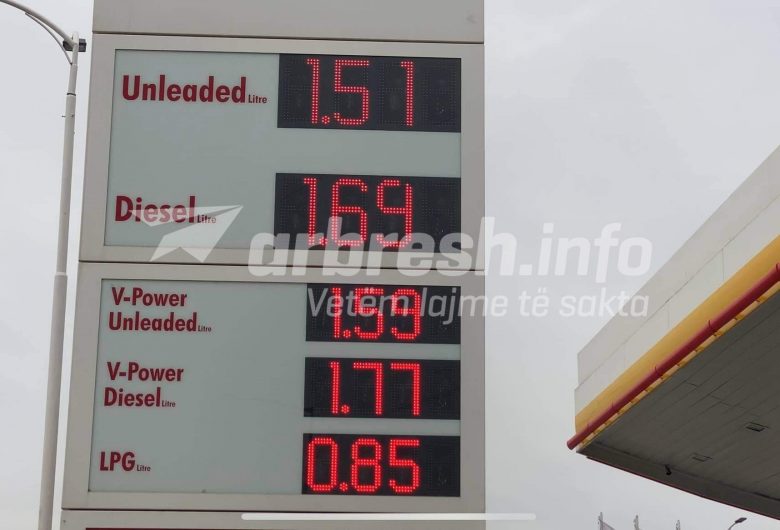 Unleaded Litre 1.51
Diesel Litre 1.69
arbresh.info
Vetëm lajme të sakta
V-Power
Unleaded Litre 1.59
V-Power
Diesel Litre 1.77
LPG Litre 0.85